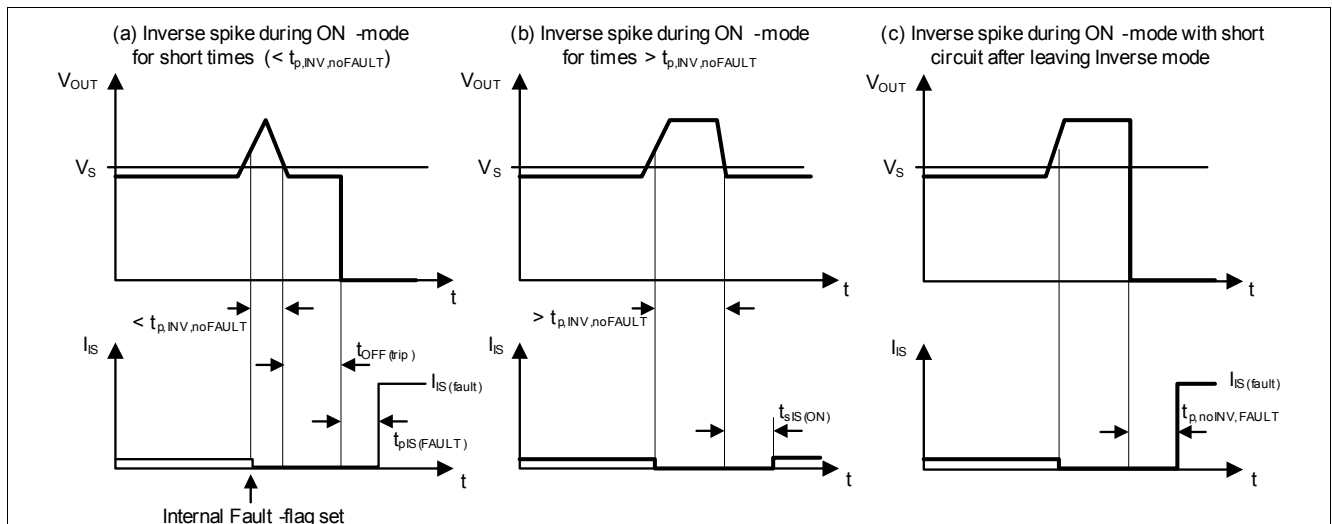 (a) Inverse spike during ON -mode
for short times (< tp,INV,noFAULT)
VOUT
VS
t
< tp,INV,noFAULT
IIS
tOFF(trip)
IIS(fault)
tpIS(FAULT)
t
Internal Fault -flag set
(b) Inverse spike during ON -mode
for times > tp,INV,noFAULT
VOUT
VS
t
> tp,INV,noFAULT
IIS
tsIS(ON)
t
(c) Inverse spike during ON -mode with short
circuit after leaving Inverse mode
VOUT
VS
t
IIS
IIS(fault)
tp,noINV,FAULT
t